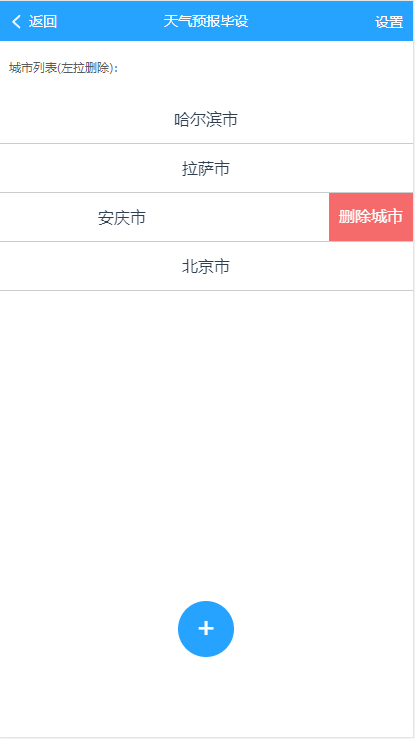 返回 天气预报毕设 设置
城市列表(左拉删除):
哈尔滨市
拉萨市
安庆市 删除城市
北京市
+